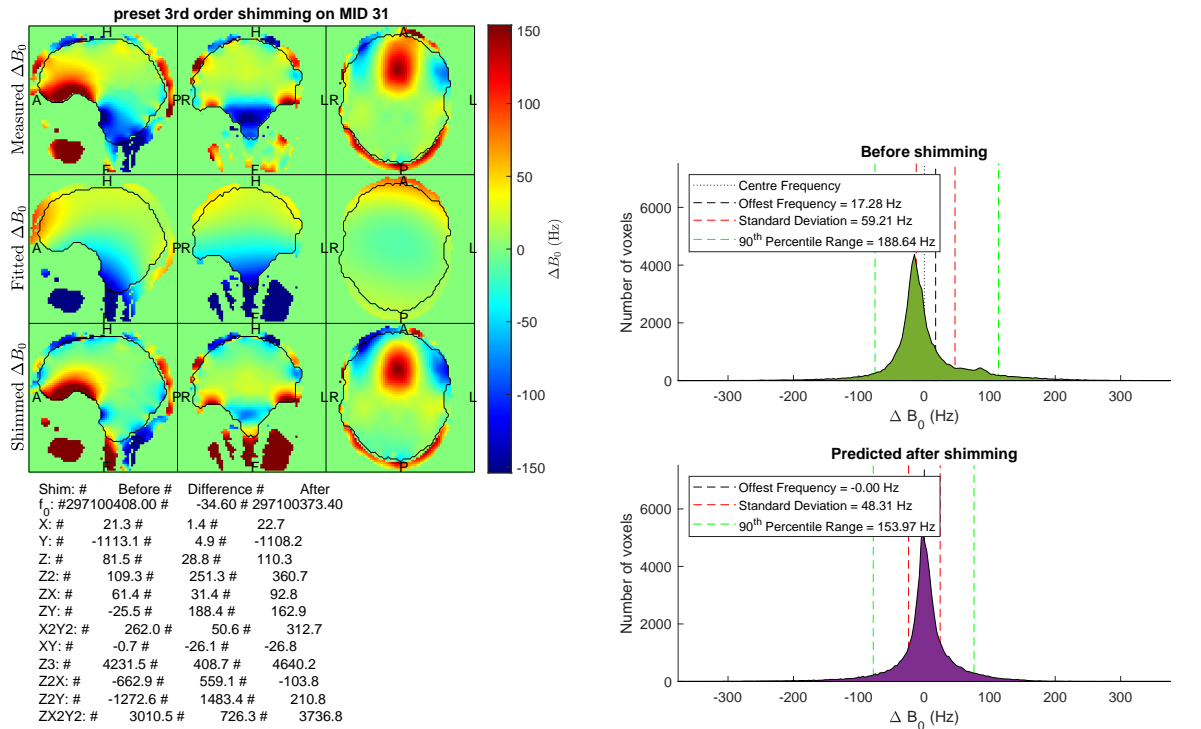 preset 3rd order shimming on MID 31
Measured ΔB0
H
A
PR
F
H
LR
A
L
P
Fitted ΔB0
H
A
PR
F
H
LR
A
L
P
Shimmed ΔB0
H
A
PR
F
H
LR
A
L
P
150
100
50
0
-50
-100
-150
ΔB0 (Hz)
Shim: # Before # Difference # After
f0: #297100408.00 # -34.60 # 297100373.40
X: # 21.3 # 1.4 # 22.7
Y: # -1113.1 # 4.9 # -1108.2
Z: # 81.5 # 28.8 # 110.3
Z2: # 109.3 # 251.3 # 360.7
ZX: # 61.4 # 31.4 # 92.8
ZY: # -25.5 # 188.4 # 162.9
X2Y2: # 262.0 # 50.6 # 312.7
XY: # -0.7 # -26.1 # -26.8
Z3: # 4231.5 # 408.7 # 4640.2
Z2X: # -662.9 # 559.1 # -103.8
Z2Y: # -1272.6 # 1483.4 # 210.8
ZX2Y2: # 3010.5 # 726.3 # 3736.8
Before shimming
Centre Frequency
Offest Frequency = 17.28 Hz
Standard Deviation = 59.21 Hz
90th Percentile Range = 188.64 Hz
Number of voxels
6000
4000
2000
0
-300 -200 -100 0 100 200 300
Δ B0 (Hz)
Predicted after shimming
Offest Frequency = -0.00 Hz
Standard Deviation = 48.31 Hz
90th Percentile Range = 153.97 Hz
Number of voxels
6000
4000
2000
0
-300 -200 -100 0 100 200 300
Δ B0 (Hz)